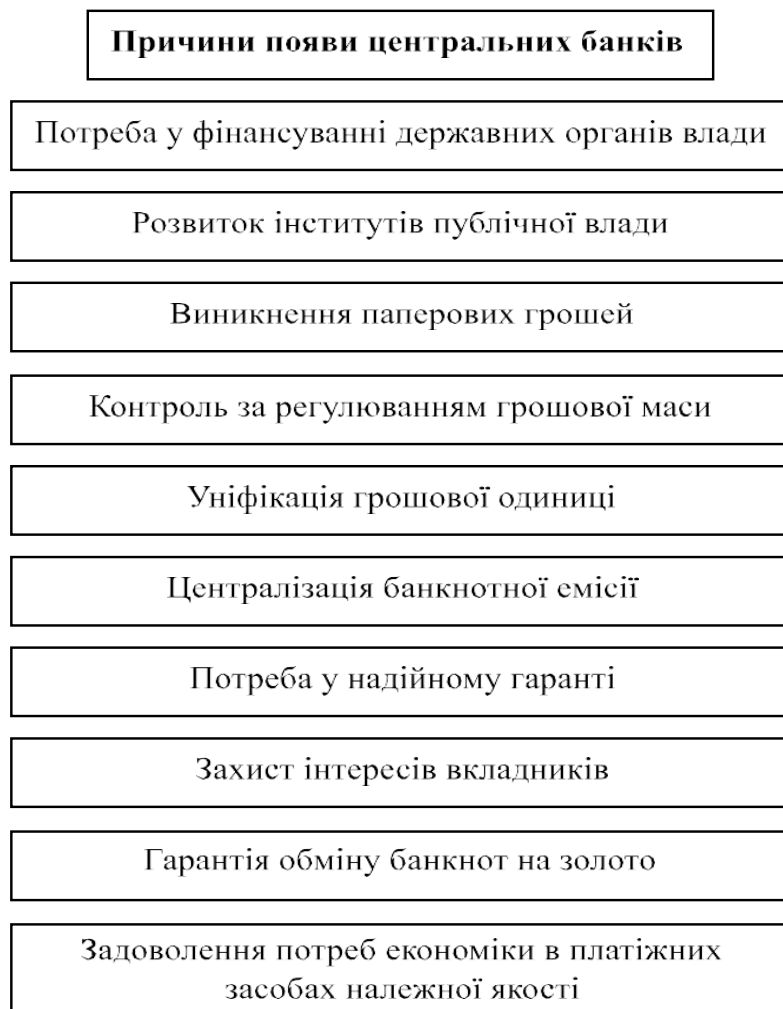 Причини появи центральних банків
Потреба у фінансуванні державних органів влади
Розвиток інститутів публічної влади
Виникнення паперових грошей
Контроль за регулюванням грошової маси
Уніфікація грошової одиниці
Централізація банкнотної емісії
Потреба у надійному гаранті
Захист інтересів вкладників
Гарантія обміну банкнот на золото
Задоволення потреб економіки в платіжних
засобах належної якості